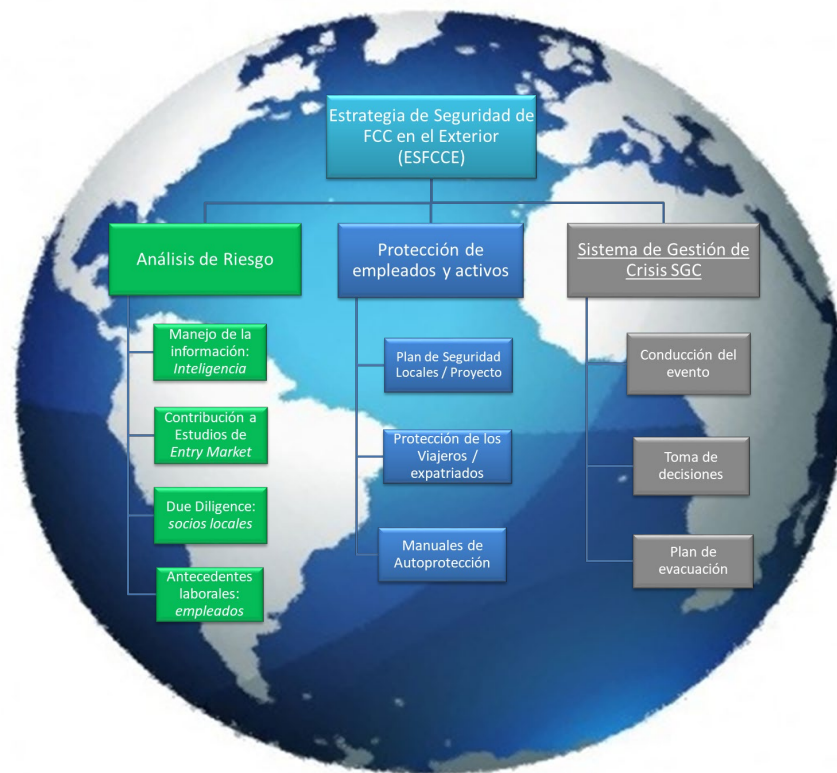 Estrategia de Seguridad de
FCC en el Exterior
(ESFCCE)
Análisis de Riesgo
Manejo de la
información:
Inteligencia
Contribución a
Estudios de
Entry Market
Due Diligence:
socios locales
Antecedentes
laborales:
empleados
Protección de
empleados y activos
Plan de Seguridad
Locales / Proyecto
Protección de los
Viajeros /
expatriados
Manuales de
Autoprotección
Sistema de Gestión de
Crisis SGC
Conducción del
evento
Toma de
decisiones
Plan de
evacuación